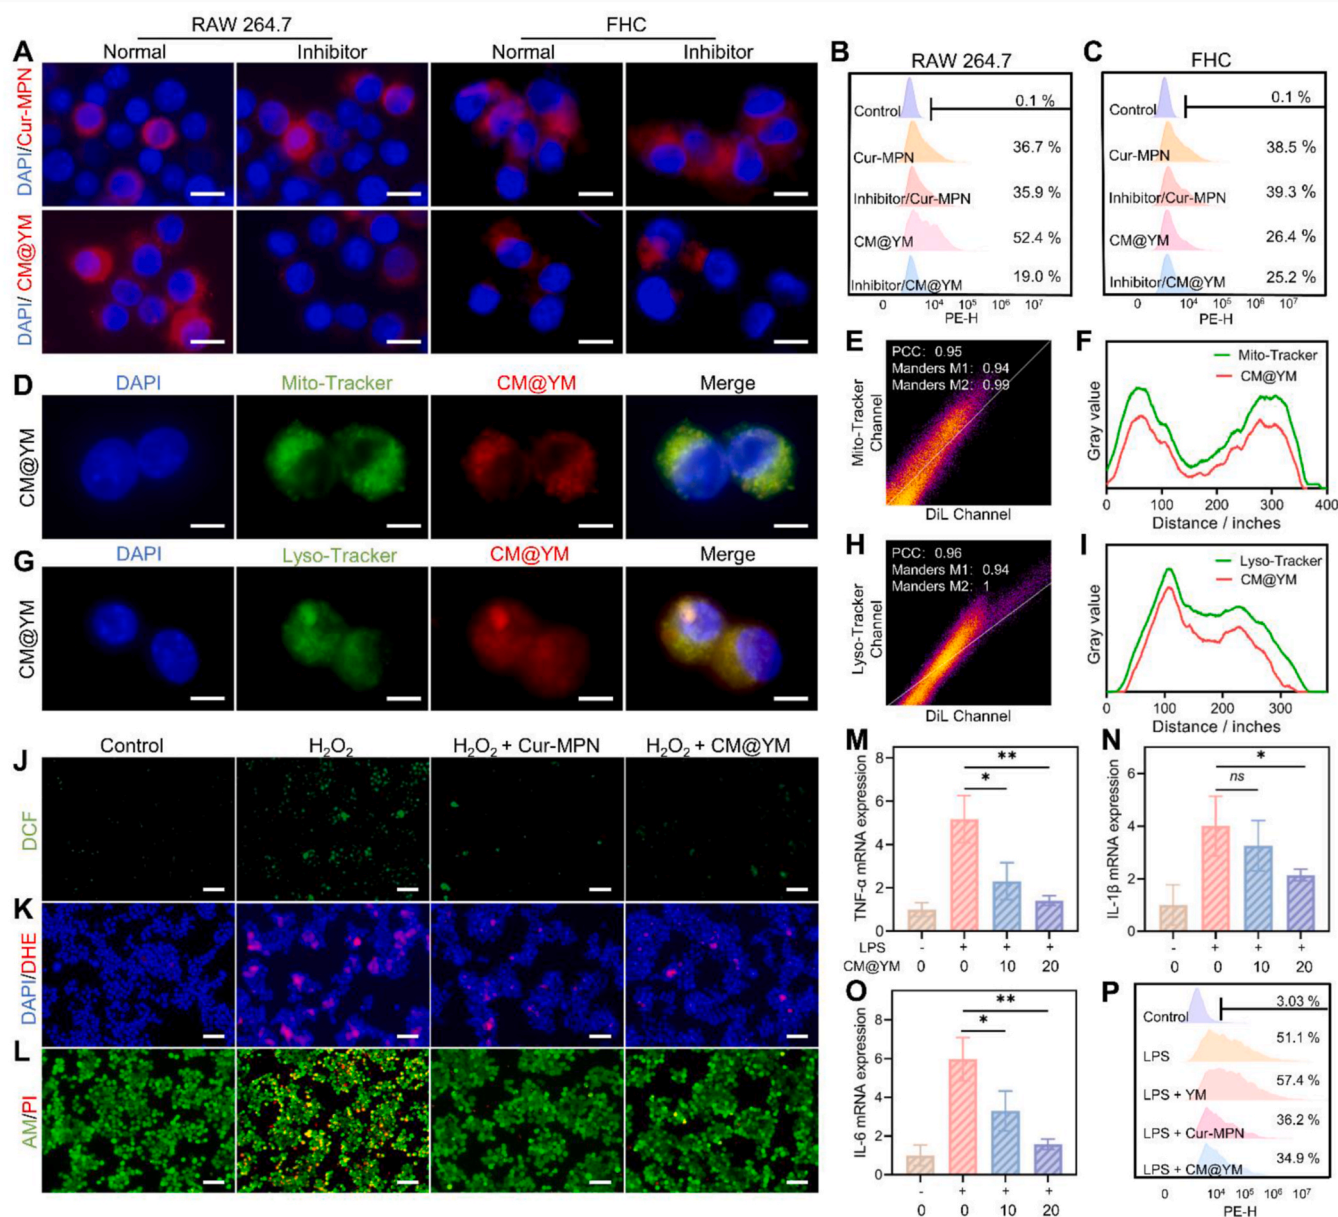 RAW 264.7
FHC
A
Normal
Inhibitor
Normal
Inhibitor
DAPI/Cur-MPN
DAPI/ CM@YM
B
RAW 264.7
Control
0.1 %
Cur-MPN
36.7 %
Inhibitor/Cur-MPN
35.9 %
CM@YM
52.4 %
Inhibitor/CM@YM
19.0 %
0 10⁴ 10⁵ 10⁶ 10⁷
PE-H
C
FHC
Control
0.1 %
Cur-MPN
38.5 %
Inhibitor/Cur-MPN
39.3 %
CM@YM
26.4 %
Inhibitor/CM@YM
25.2 %
0 10⁴ 10⁵ 10⁶ 10⁷
PE-H
D
DAPI
Mito-Tracker
CM@YM
Merge
CM@YM
E
PCC: 0.95
Manders M1: 0.94
Manders M2: 0.99
Mito-Tracker
Channel
DiL Channel
F
Mito-Tracker
CM@YM
Gray value
0 100 200 300 400
Distance / inches
G
DAPI
Lyso-Tracker
CM@YM
Merge
CM@YM
H
PCC: 0.96
Manders M1: 0.94
Manders M2: 1
Lyso-Tracker
Channel
DiL Channel
I
Lyso-Tracker
CM@YM
Gray value
0 100 200 300
Distance / inches
J
Control
H₂O₂
H₂O₂ + Cur-MPN
H₂O₂ + CM@YM
DCF
K
DAPI/DHE
L
AM/PI
M
TNF-α mRNA expression
8
6
4
2
0
**
*
LPS - + + +
CM@YM 0 0 10 20
N
IL-1β mRNA expression
6
4
2
0
*
ns
- + + +
0 0 10 20
O
IL-6 mRNA expression
8
6
4
2
0
**
*
- + + +
0 0 10 20
P
Control
3.03 %
LPS
51.1 %
LPS + YM
57.4 %
LPS + Cur-MPN
36.2 %
LPS + CM@YM
34.9 %
0 10⁴ 10⁵ 10⁶ 10⁷
PE-H